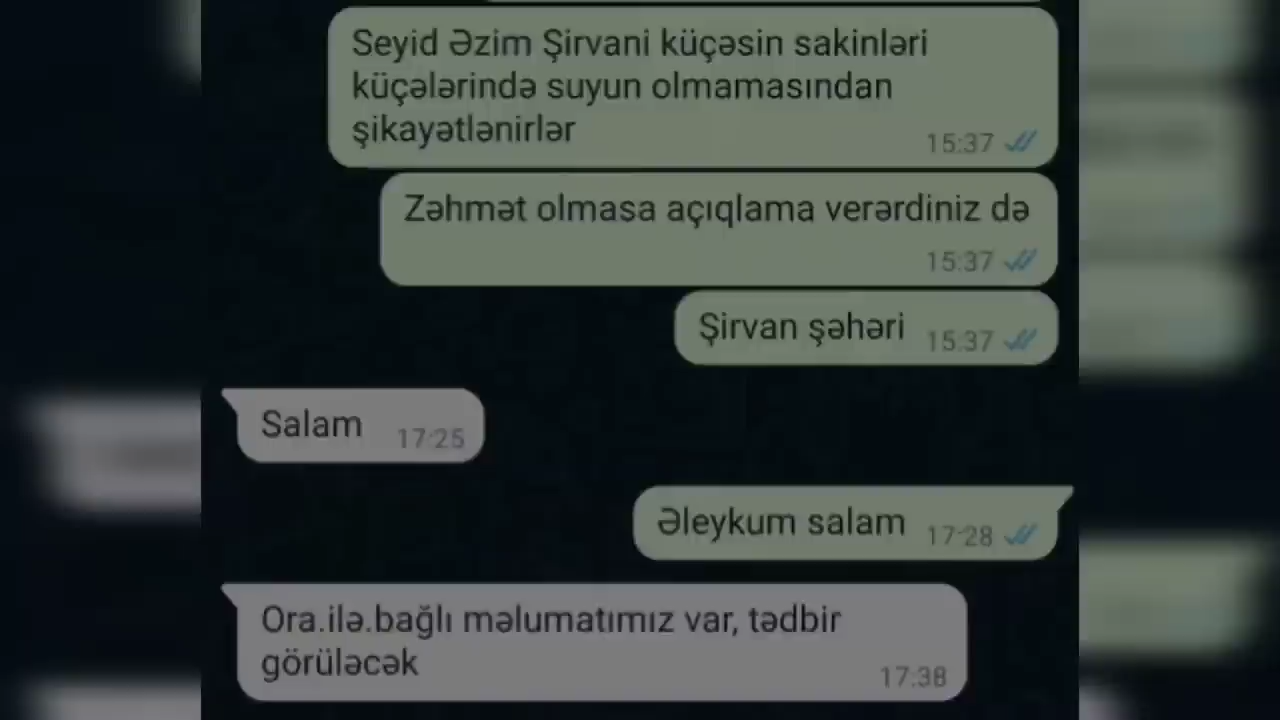 Seyid Əzim Şirvani küçəsin sakinləri
küçələrində suyun olmamasından
şikayətlənirlər
15:37
Zəhmət olmasa açıqlama verərdiniz də
15:37
Şirvan şəhəri 15:37
Salam 17:25
Əleykum salam 17:28
Ora.ilə.bağlı məlumatımız var, tədbir
görüləcək
17:38